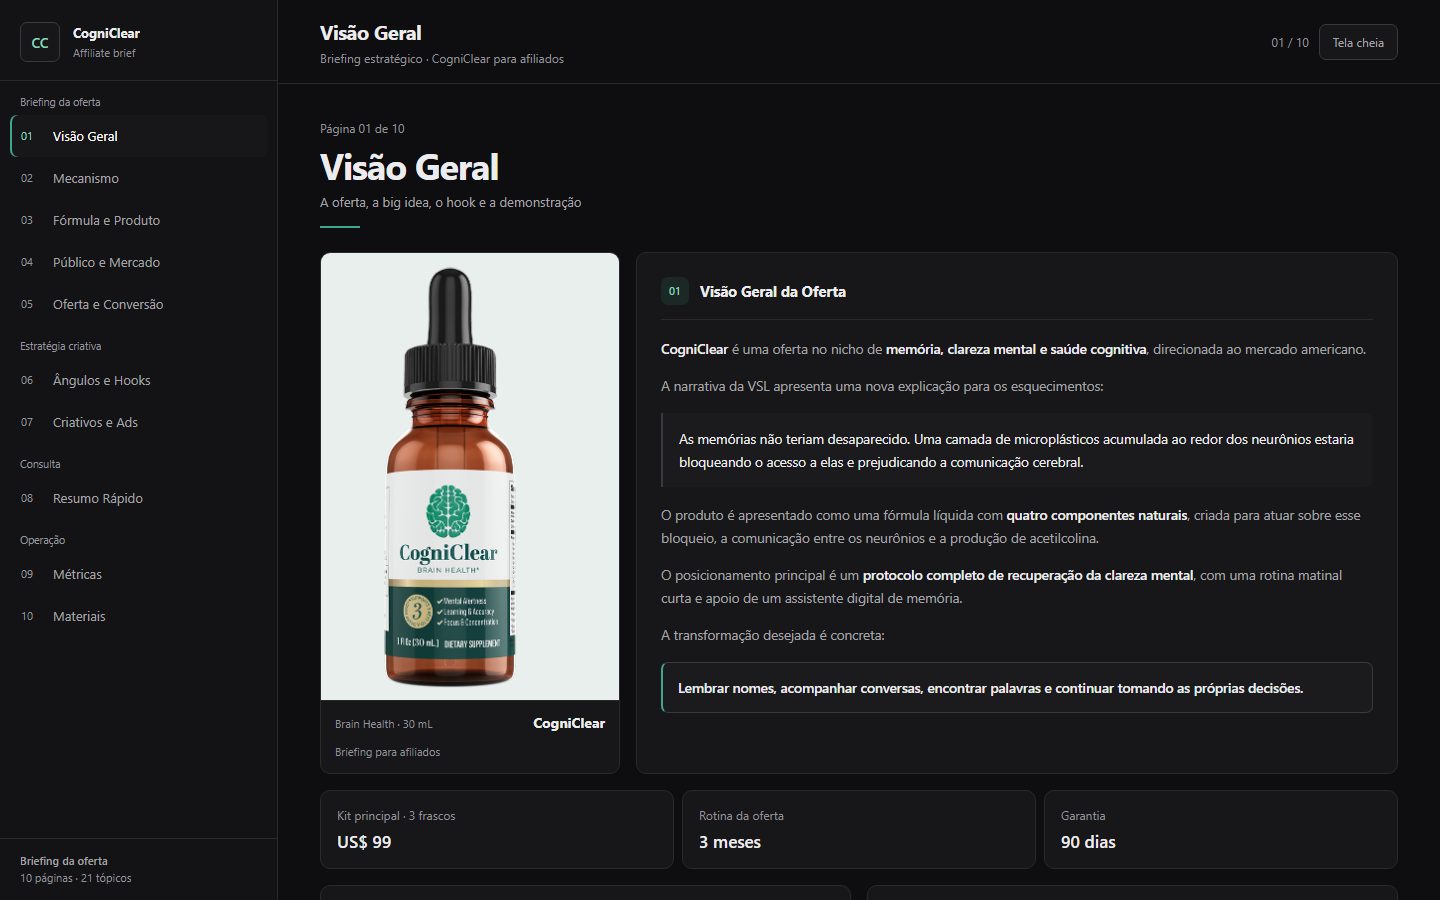 CC
CogniClear
Affiliate brief
Briefing da oferta
01 Visão Geral
02 Mecanismo
03 Fórmula e Produto
04 Público e Mercado
05 Oferta e Conversão
Estratégia criativa
06 Ângulos e Hooks
07 Criativos e Ads
Consulta
08 Resumo Rápido
Operação
09 Métricas
10 Materiais
Briefing da oferta
10 páginas · 21 tópicos
Visão Geral
Briefing estratégico · CogniClear para afiliados
01 / 10
Tela cheia
Página 01 de 10
Visão Geral
A oferta, a big idea, o hook e a demonstração
CogniClear
BRAIN HEALTH*
3
Mental Alertness
Learning & Accuracy
Focus & Concentration
1 Fl Oz (30 mL)
DIETARY SUPPLEMENT
Brain Health · 30 mL
CogniClear
Briefing para afiliados
01
Visão Geral da Oferta
CogniClear é uma oferta no nicho de memória, clareza mental e saúde cognitiva, direcionada ao mercado americano.
A narrativa da VSL apresenta uma nova explicação para os esquecimentos:
As memórias não teriam desaparecido. Uma camada de microplásticos acumulada ao redor dos neurônios estaria
bloqueando o acesso a elas e prejudicando a comunicação cerebral.
O produto é apresentado como uma fórmula líquida com quatro componentes naturais, criada para atuar sobre esse
bloqueio, a comunicação entre os neurônios e a produção de acetilcolina.
O posicionamento principal é um protocolo completo de recuperação da clareza mental, com uma rotina matinal
curta e apoio de um assistente digital de memória.
A transformação desejada é concreta:
Lembrar nomes, acompanhar conversas, encontrar palavras e continuar tomando as próprias decisões.
Kit principal · 3 frascos
US$ 99
Rotina da oferta
3 meses
Garantia
90 dias